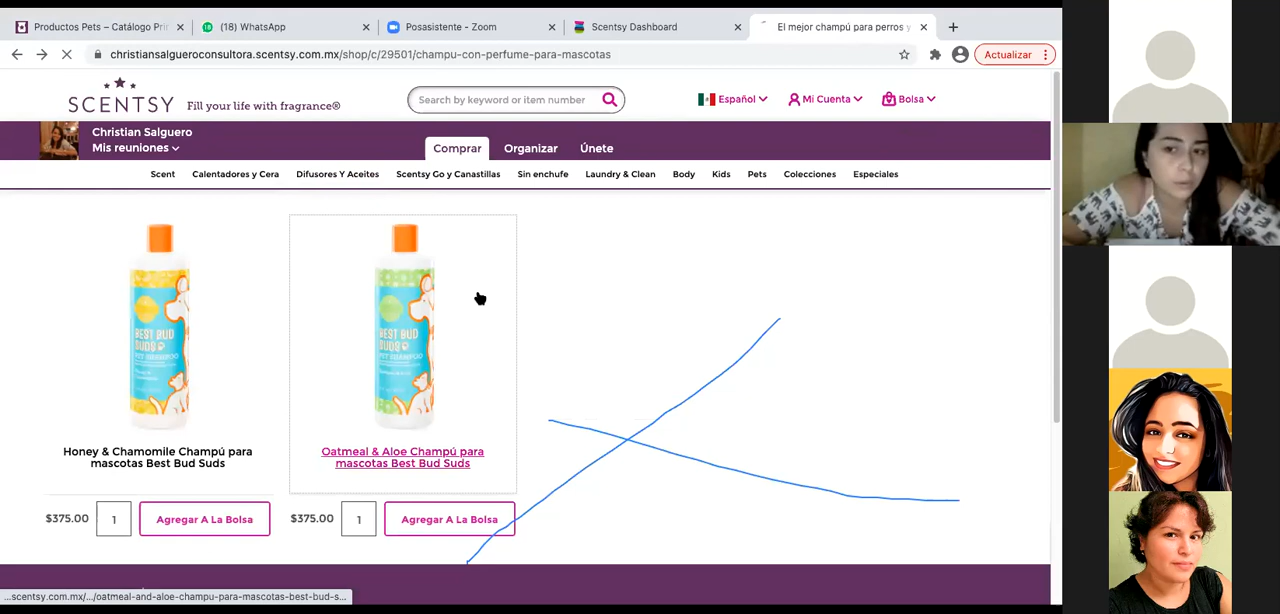 Productos Pets – Catálogo Pri
(18) WhatsApp
Posasistente - Zoom
Scentsy Dashboard
El mejor champú para perros y
christiansalgueroconsultora.scentsy.com.mx/shop/c/29501/champu-con-perfume-para-mascotas
Actualizar
SCENTSY Fill your life with fragrance®
Search by keyword or item number
Español
Mi Cuenta
Bolsa
Christian Salguero
Mis reuniones
Comprar
Organizar
Únete
Scent
Calentadores y Cera
Difusores Y Aceites
Scentsy Go y Canastillas
Sin enchufe
Laundry & Clean
Body
Kids
Pets
Colecciones
Especiales
BEST BUD
SUDS
PET SHAMPOO
BEST BUD
SUDS
PET SHAMPOO
Honey & Chamomile Champú para
mascotas Best Bud Suds
Oatmeal & Aloe Champú para
mascotas Best Bud Suds
$375.00
1
Agregar A La Bolsa
$375.00
1
Agregar A La Bolsa
...scentsy.com.mx/.../oatmeal-and-aloe-champu-para-mascotas-best-bud-s...